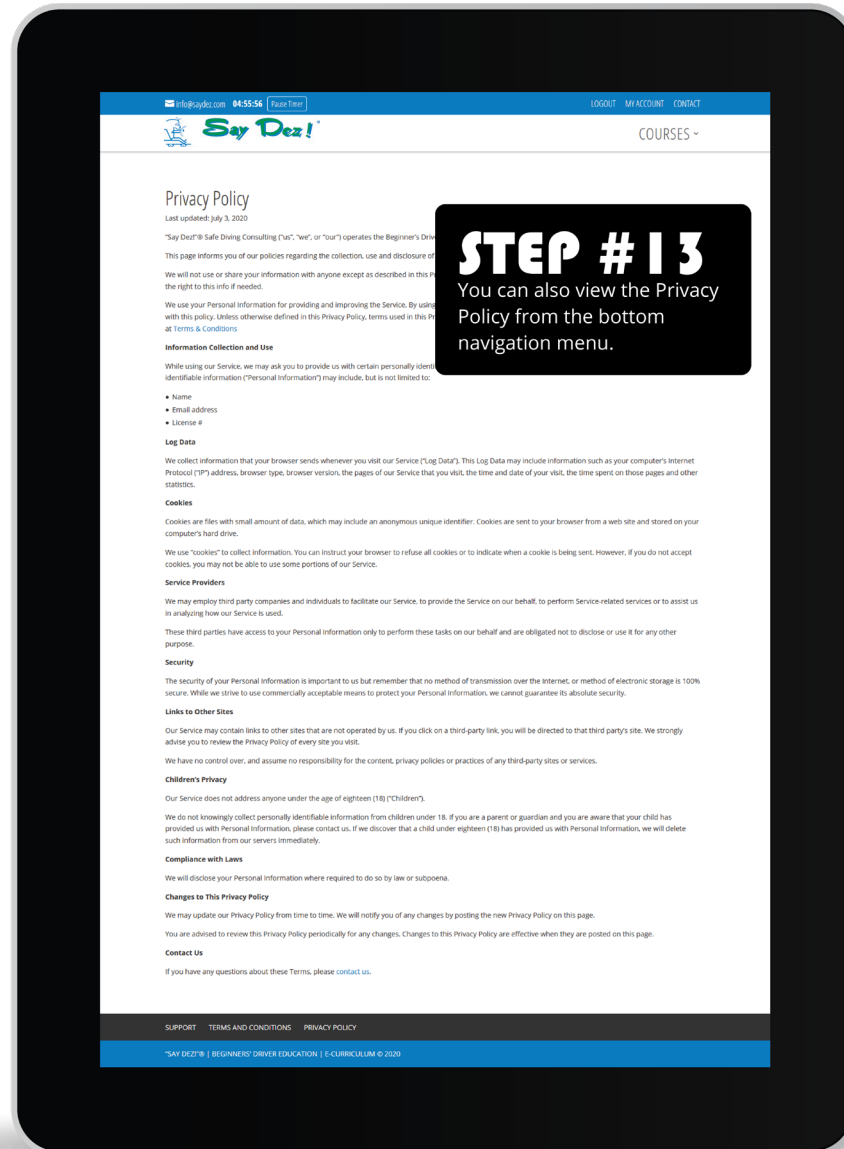 info@saydez.com 04:55:56 Pause Timer
LOGOUT MY ACCOUNT CONTACT
Say Dez!®
COURSES
Privacy Policy
Last updated: July 3, 2020
"Say Dez!"® Safe Diving Consulting ("us", "we", or "our") operates the Beginner's
This page informs you of our policies regarding the collection, use and disclosure of
We will not use or share your information with anyone except as described in this
the right to this info if needed.
We use your Personal Information for providing and improving the Service. By using
with this policy. Unless otherwise defined in this Privacy Policy, terms used in this
at Terms & Conditions
STEP #13
You can also view the Privacy
Policy from the bottom
navigation menu.
Information Collection and Use
While using our Service, we may ask you to provide us with certain personally
identifiable information ("Personal Information") may include, but is not limited to:
• Name
• Email address
• License #
Log Data
We collect information that your browser sends whenever you visit our Service ("Log Data"). This Log Data may include information such as your computer's Internet
Protocol ("IP") address, browser type, browser version, the pages of our Service that you visit, the time and date of your visit, the time spent on those pages and other
statistics.
Cookies
Cookies are files with small amount of data, which may include an anonymous unique identifier. Cookies are sent to your browser from a web site and stored on your
computer's hard drive.
We use "cookies" to collect information. You can instruct your browser to refuse all cookies or to indicate when a cookie is being sent. However, if you do not accept
cookies, you may not be able to use some portions of our Service.
Service Providers
We may employ third party companies and individuals to facilitate our Service, to provide the Service on our behalf, to perform Service-related services or to assist us
in analyzing how our Service is used.
These third parties have access to your Personal Information only to perform these tasks on our behalf and are obligated not to disclose or use it for any other
purpose.
Security
The security of your Personal Information is important to us but remember that no method of transmission over the Internet, or method of electronic storage is 100%
secure. While we strive to use commercially acceptable means to protect your Personal Information, we cannot guarantee its absolute security.
Links to Other Sites
Our Service may contain links to other sites that are not operated by us. If you click on a third-party link, you will be directed to that third party's site. We strongly
advise you to review the Privacy Policy of every site you visit.
We have no control over, and assume no responsibility for the content, privacy policies or practices of any third-party sites or services.
Children's Privacy
Our Service does not address anyone under the age of eighteen (18) ("Children").
We do not knowingly collect personally identifiable information from children under 18. If you are a parent or guardian and you are aware that your child has
provided us with Personal Information, please contact us. If we discover that a child under eighteen (18) has provided us with Personal Information, we will delete
such information from our servers immediately.
Compliance with Laws
We will disclose your Personal Information where required to do so by law or subpoena.
Changes to This Privacy Policy
We may update our Privacy Policy from time to time. We will notify you of any changes by posting the new Privacy Policy on this page.
You are advised to review this Privacy Policy periodically for any changes. Changes to this Privacy Policy are effective when they are posted on this page.
Contact Us
If you have any questions about these Terms, please contact us.
SUPPORT TERMS AND CONDITIONS PRIVACY POLICY
"SAY DEZ!"® | BEGINNERS' DRIVER EDUCATION | E-CURRICULUM © 2020